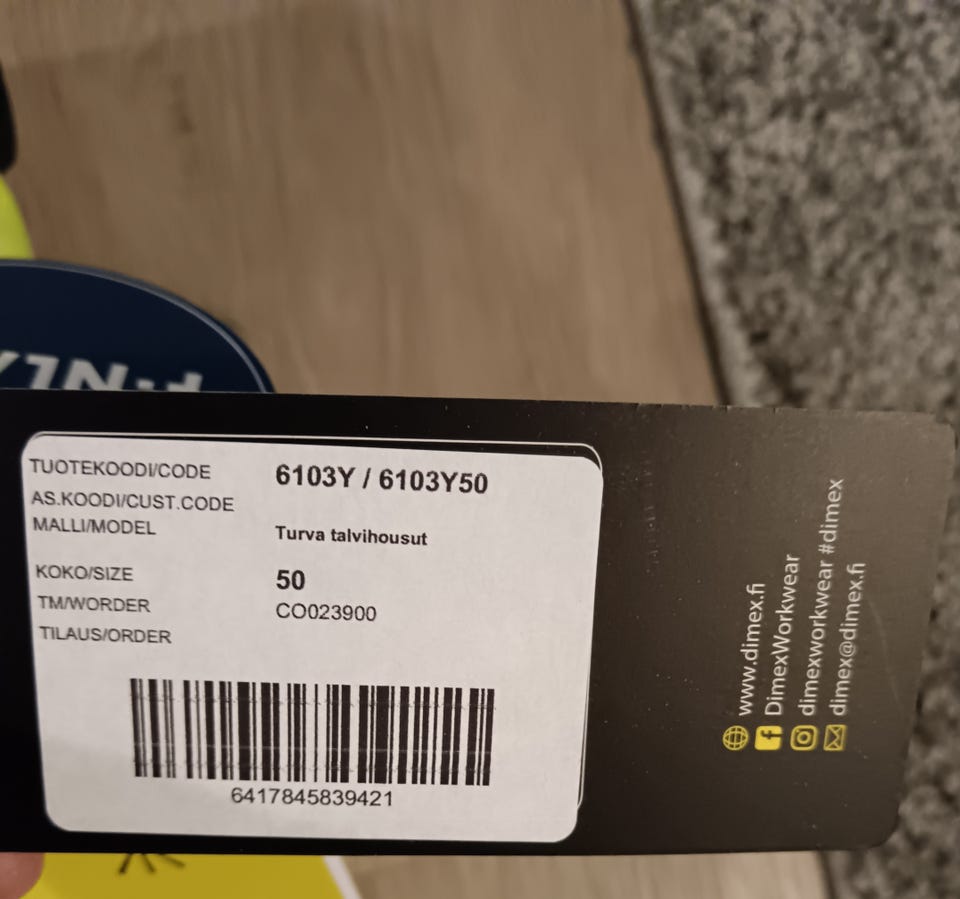 TUOTEKOODI/CODE 6103Y / 6103Y50
AS.KOODI/CUST.CODE
MALLI/MODEL Turva talvihousut
KOKO/SIZE 50
TM/WORDER CO023900
TILAUS/ORDER
6417845839421
www.dimex.fi
DimexWorkwear
dimexworkwear #dimex
dimex@dimex.fi